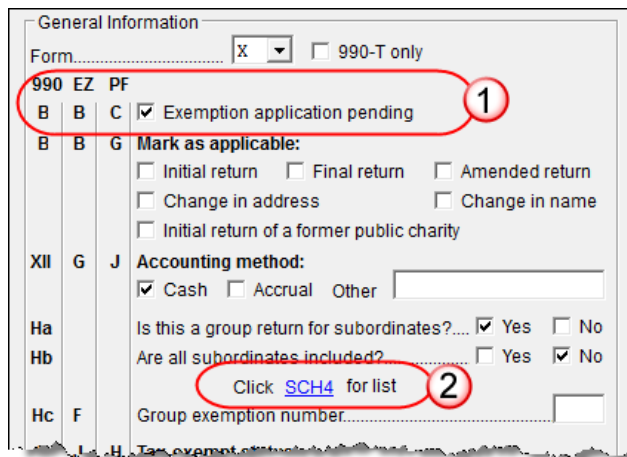 General Information
Form................................ X 990-T only
990 EZ PF
B B C Exemption application pending 1
B B G Mark as applicable:
Initial return Final return Amended return
Change in address Change in name
Initial return of a former public charity
XII G J Accounting method:
Cash Accrual Other
Ha Is this a group return for subordinates?.... Yes No
Hb Are all subordinates included?................. Yes No
Click SCH4 for list 2
Hc F Group exemption number..........................................
J H Tax exempt status